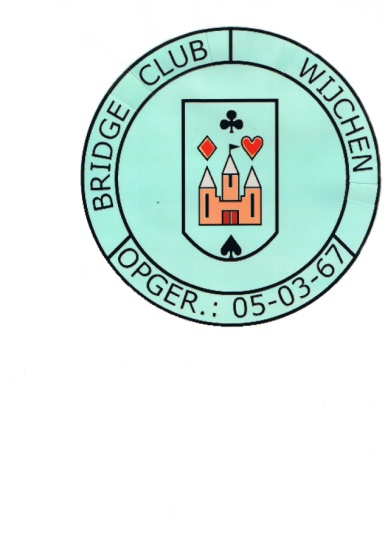 BRIDGE CLUB
WIJCHEN
OPGER.: 05-03-67